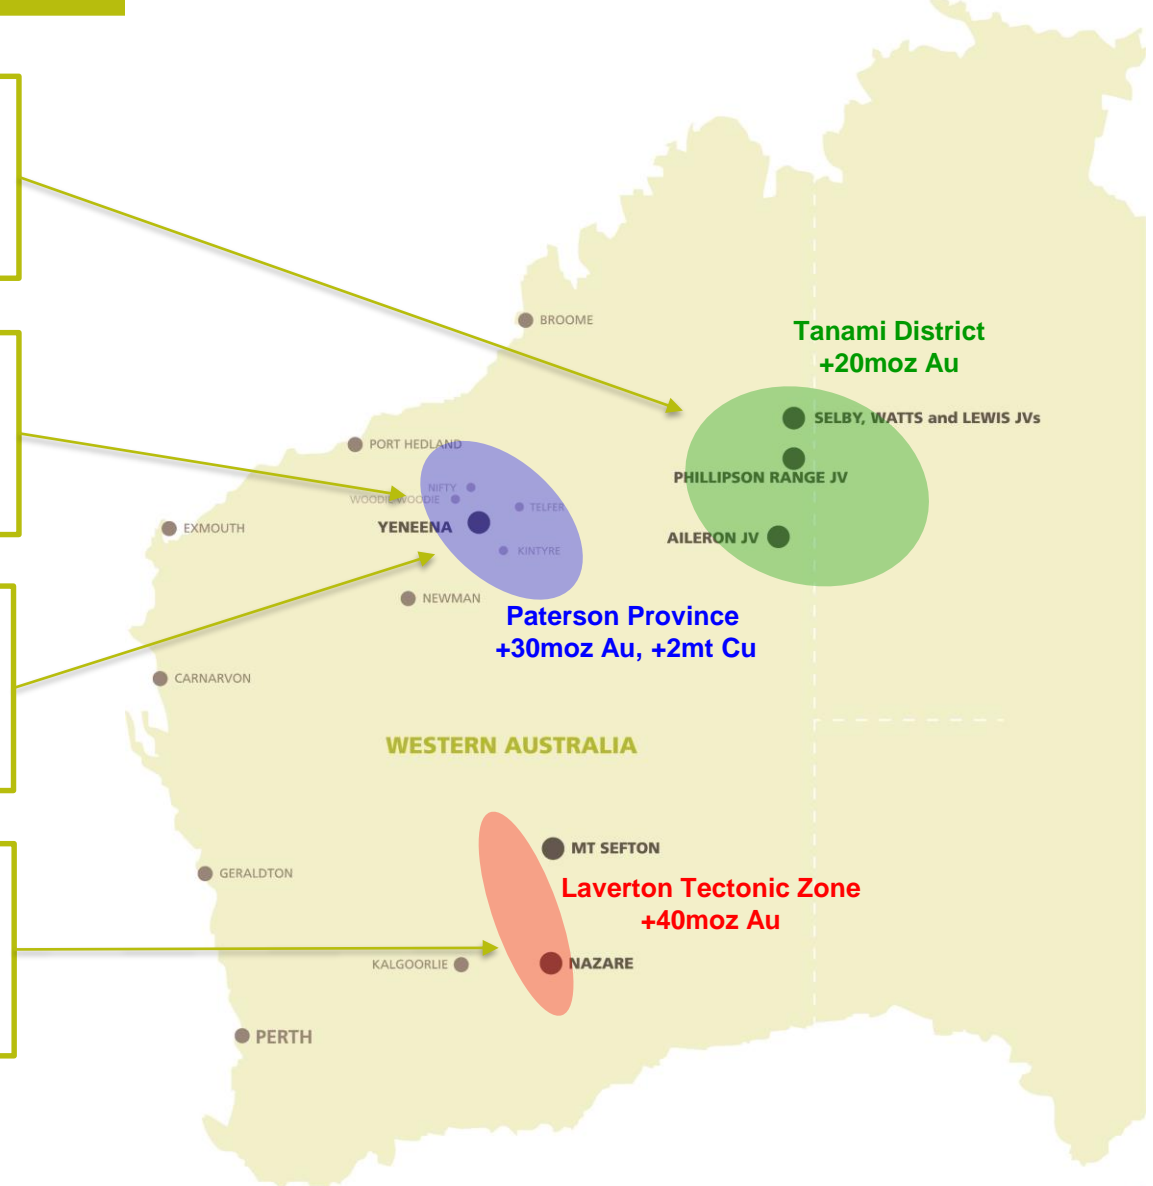 BROOME
Tanami District
+20moz Au
SELBY, WATTS and LEWIS JVs
PORT HEDLAND
PHILLIPSON RANGE JV
NIFTY
WOODIE WOODIE
TELFER
EXMOUTH
YENEENA
AILERON JV
KINTYRE
NEWMAN
Paterson Province
+30moz Au, +2mt Cu
CARNARVON
WESTERN AUSTRALIA
MT SEFTON
GERALDTON
Laverton Tectonic Zone
+40moz Au
KALGOORLIE
NAZARE
PERTH